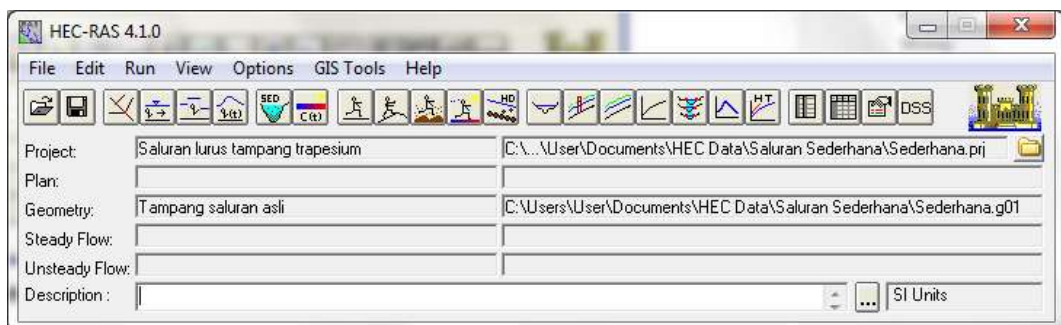 HEC-RAS 4.1.0
File Edit Run View Options GIS Tools Help
SED C(t) HD HT DSS
Project: Saluran lurus tampang trapesium C:\...\User\Documents\HEC Data\Saluran Sederhana\Sederhana.prj
Plan:
Geometry: Tampang saluran asli C:\Users\User\Documents\HEC Data\Saluran Sederhana\Sederhana.g01
Steady Flow:
Unsteady Flow:
Description : ... SI Units